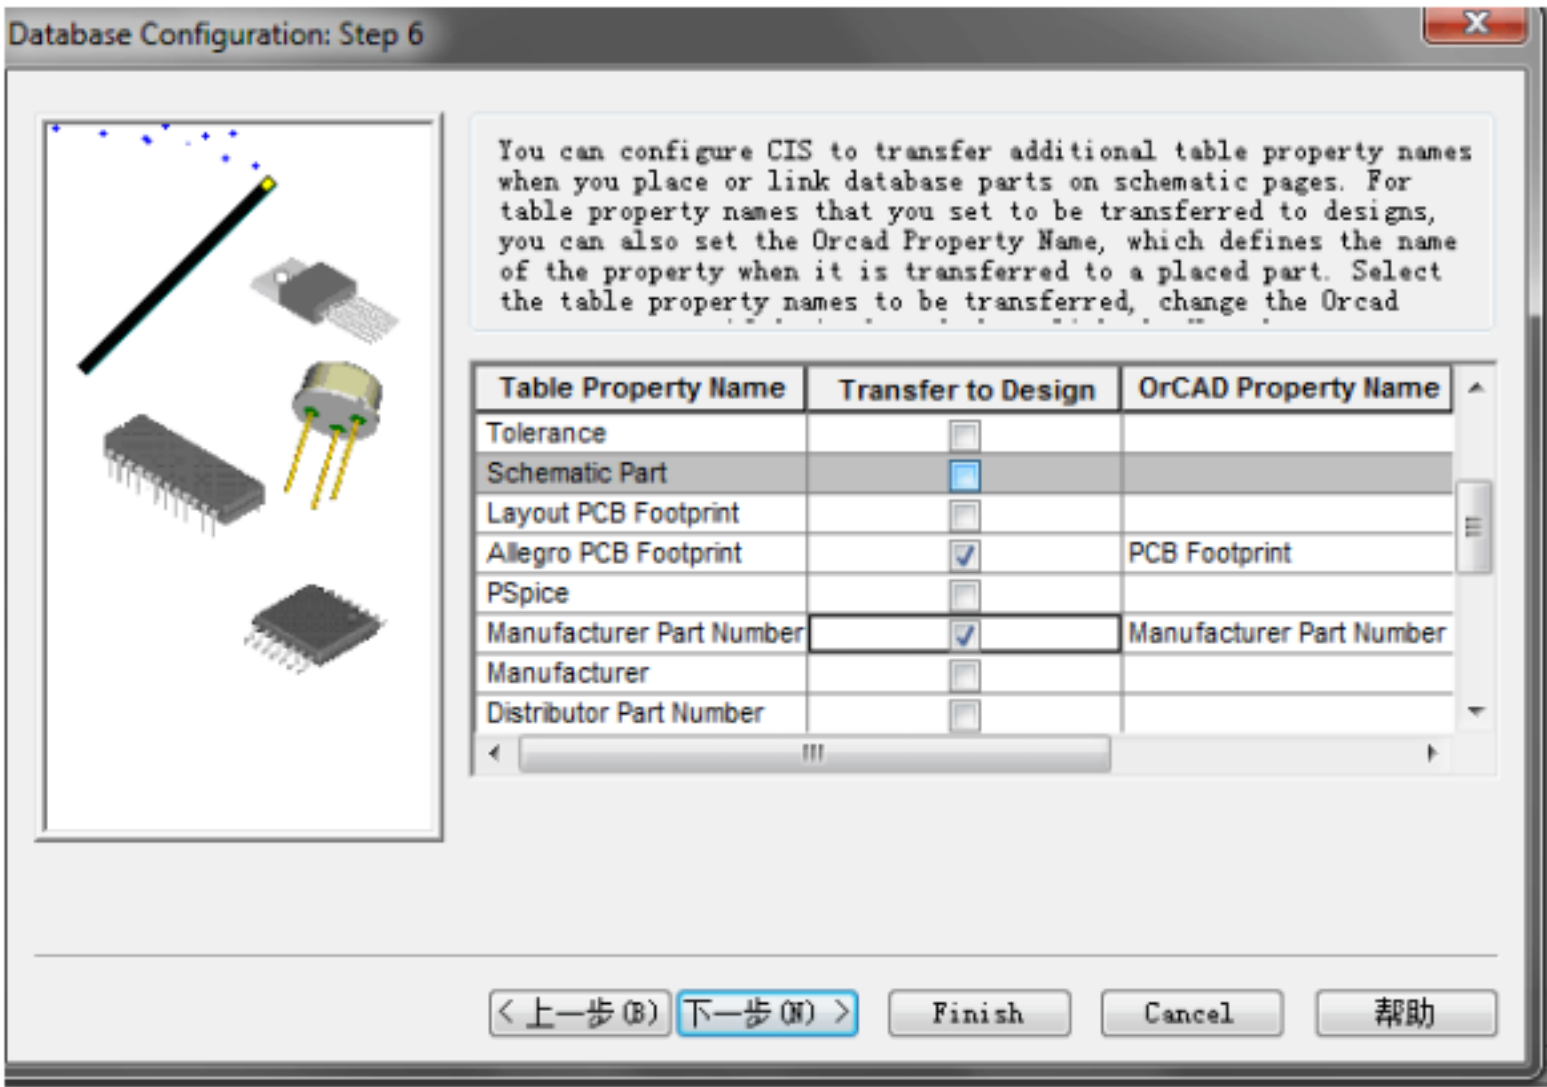 Database Configuration: Step 6
You can configure CIS to transfer additional table property names
when you place or link database parts on schematic pages. For
table property names that you set to be transferred to designs,
you can also set the Orcad Property Name, which defines the name
of the property when it is transferred to a placed part. Select
the table property names to be transferred, change the Orcad
Table Property Name Transfer to Design OrCAD Property Name
Tolerance
Schematic Part
Layout PCB Footprint
Allegro PCB Footprint PCB Footprint
PSpice
Manufacturer Part Number Manufacturer Part Number
Manufacturer
Distributor Part Number
< 上一步(B) 下一步(N) > Finish Cancel 帮助